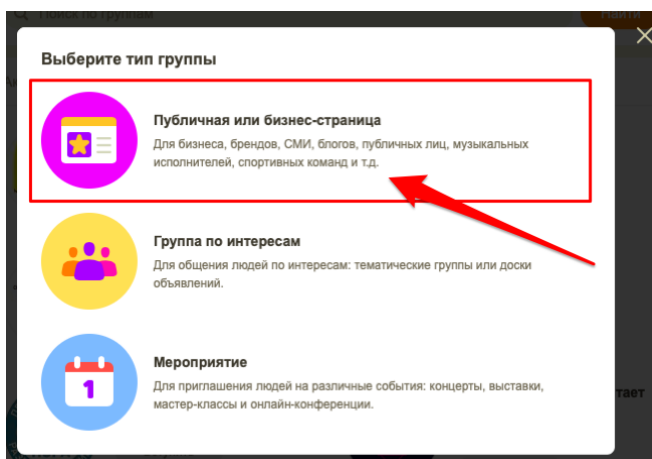 Поиск по группам
Найти
Выберите тип группы
Публичная или бизнес-страница
Для бизнеса, брендов, СМИ, блогов, публичных лиц, музыкальных
исполнителей, спортивных команд и т.д.
Группа по интересам
Для общения людей по интересам: тематические группы или доски
объявлений.
Мероприятие
1
Для приглашения людей на различные события: концерты, выставки,
мастер-классы и онлайн-конференции.
тает